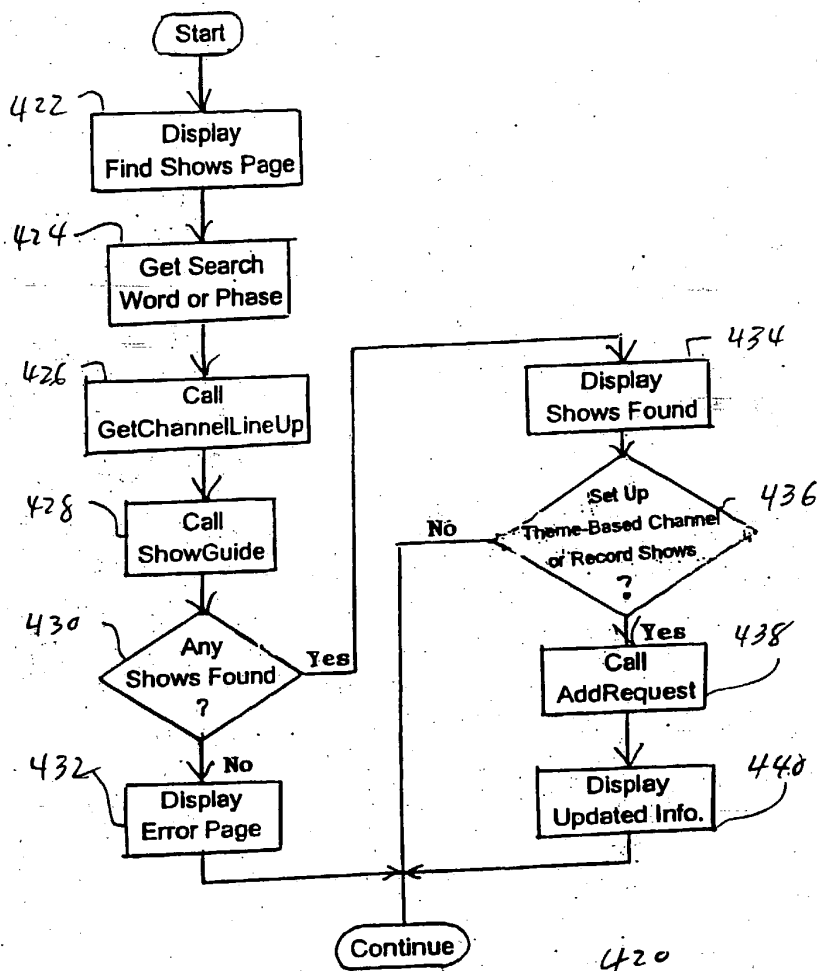 Start
422
Display
Find Shows Page
424
Get Search
Word or Phase
426
Call
GetChannelLineUp
428
Call
ShowGuide
430
Any
Shows Found
?
Yes
No
432
Display
Error Page
434
Display
Shows Found
436
Set Up
Theme-Based Channel
or Record Shows
?
No
Yes
438
Call
AddRequest
440
Display
Updated Info.
Continue
420